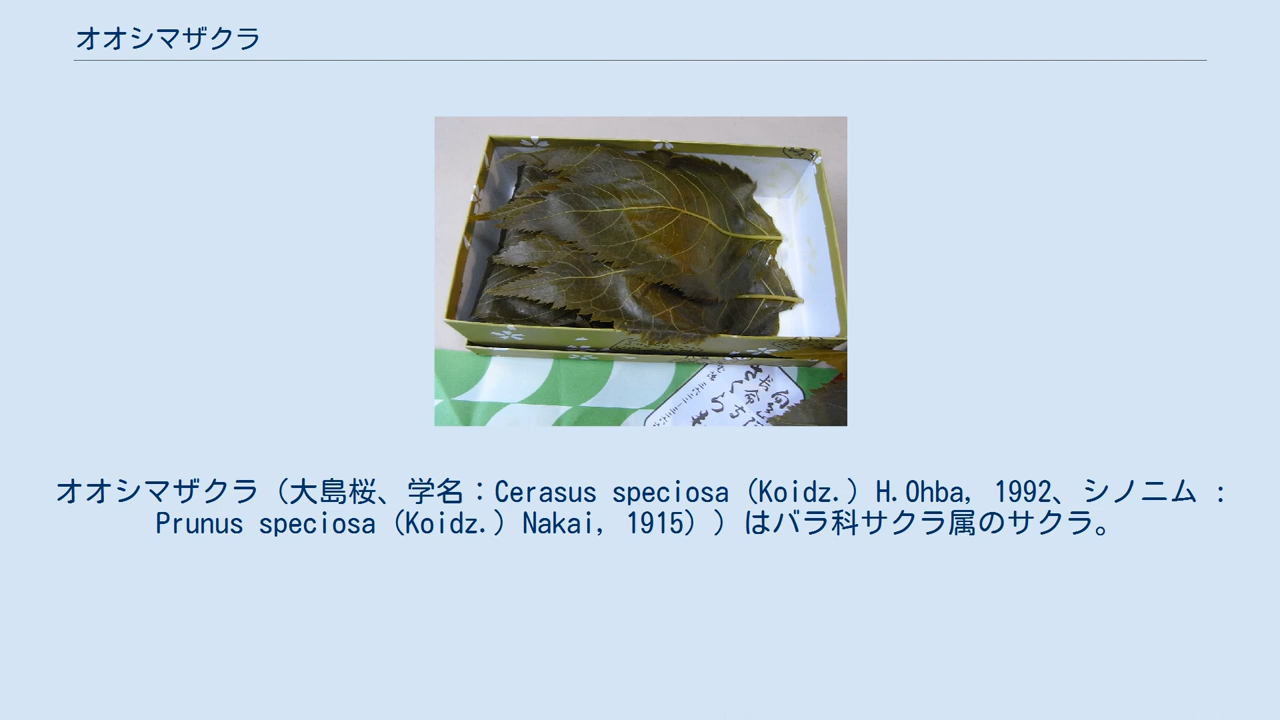 オオシマザクラ
オオシマザクラ（大島桜、学名：Cerasus speciosa (Koidz.) H.Ohba, 1992、シノニム :
Prunus speciosa (Koidz.) Nakai, 1915) ）はバラ科サクラ属のサクラ。